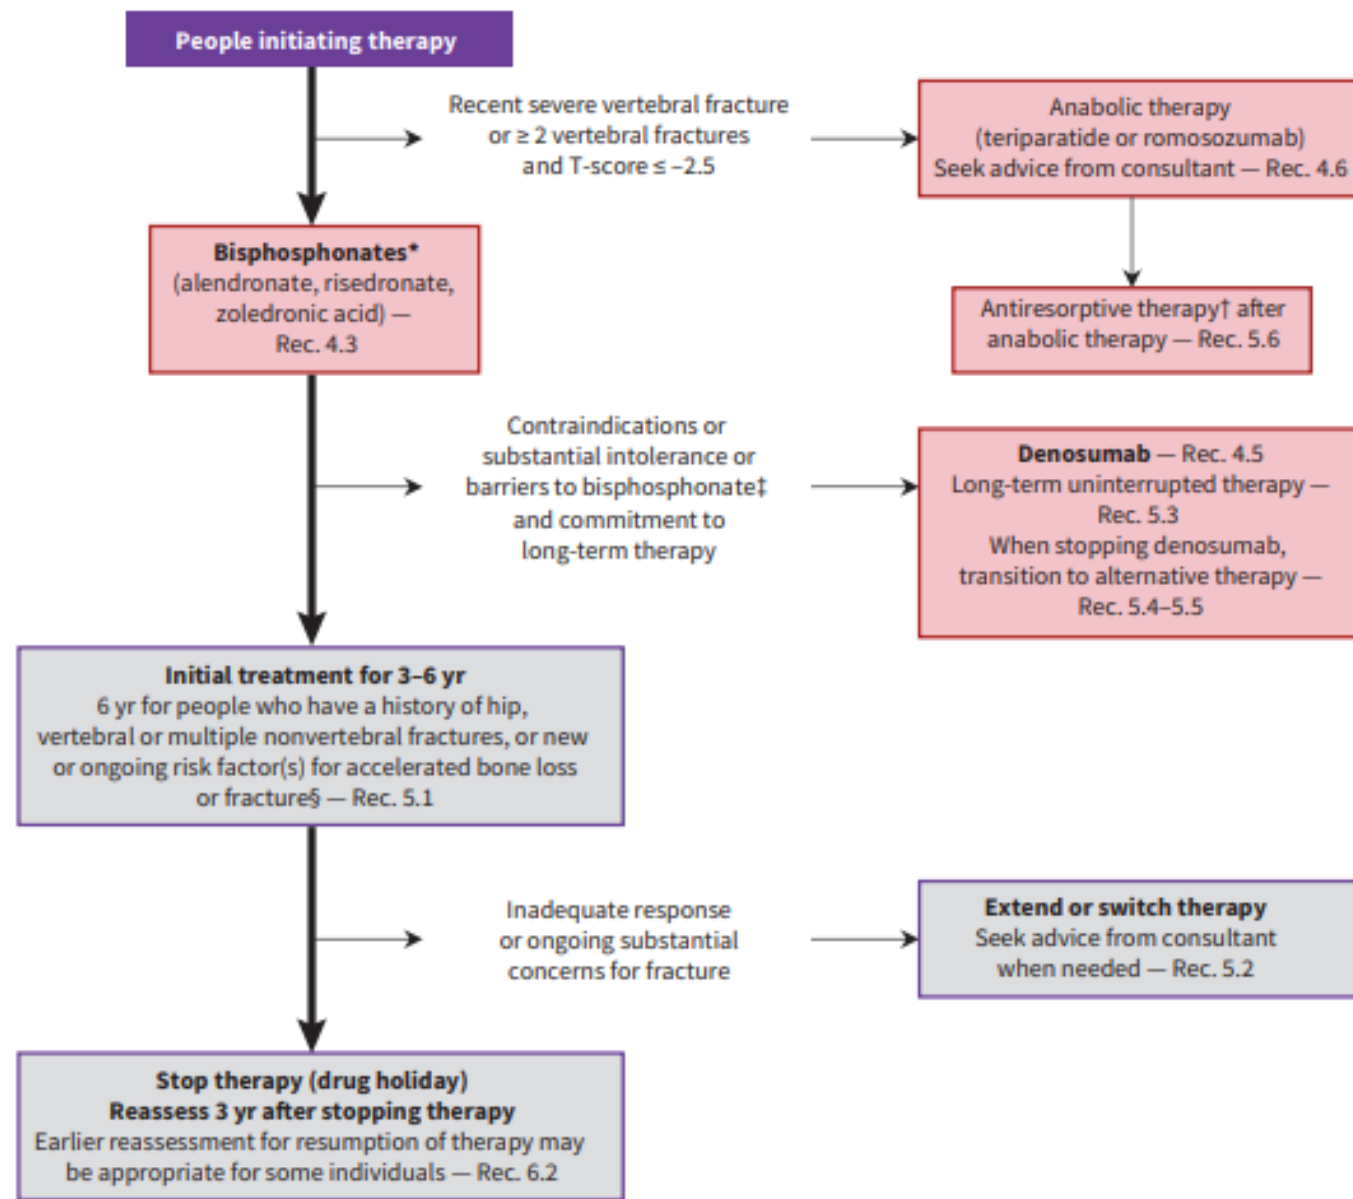 People initiating therapy
Recent severe vertebral fracture
or ≥ 2 vertebral fractures
and T-score ≤ –2.5
Anabolic therapy
(teriparatide or romosozumab)
Seek advice from consultant — Rec. 4.6
Antiresorptive therapy† after
anabolic therapy — Rec. 5.6
Bisphosphonates*
(alendronate, risedronate,
zoledronic acid) —
Rec. 4.3
Contraindications or
substantial intolerance or
barriers to bisphosphonate‡
and commitment to
long-term therapy
Denosumab — Rec. 4.5
Long-term uninterrupted therapy —
Rec. 5.3
When stopping denosumab,
transition to alternative therapy —
Rec. 5.4–5.5
Initial treatment for 3–6 yr
6 yr for people who have a history of hip,
vertebral or multiple nonvertebral fractures, or new
or ongoing risk factor(s) for accelerated bone loss
or fracture§ — Rec. 5.1
Inadequate response
or ongoing substantial
concerns for fracture
Extend or switch therapy
Seek advice from consultant
when needed — Rec. 5.2
Stop therapy (drug holiday)
Reassess 3 yr after stopping therapy
Earlier reassessment for resumption of therapy may
be appropriate for some individuals — Rec. 6.2